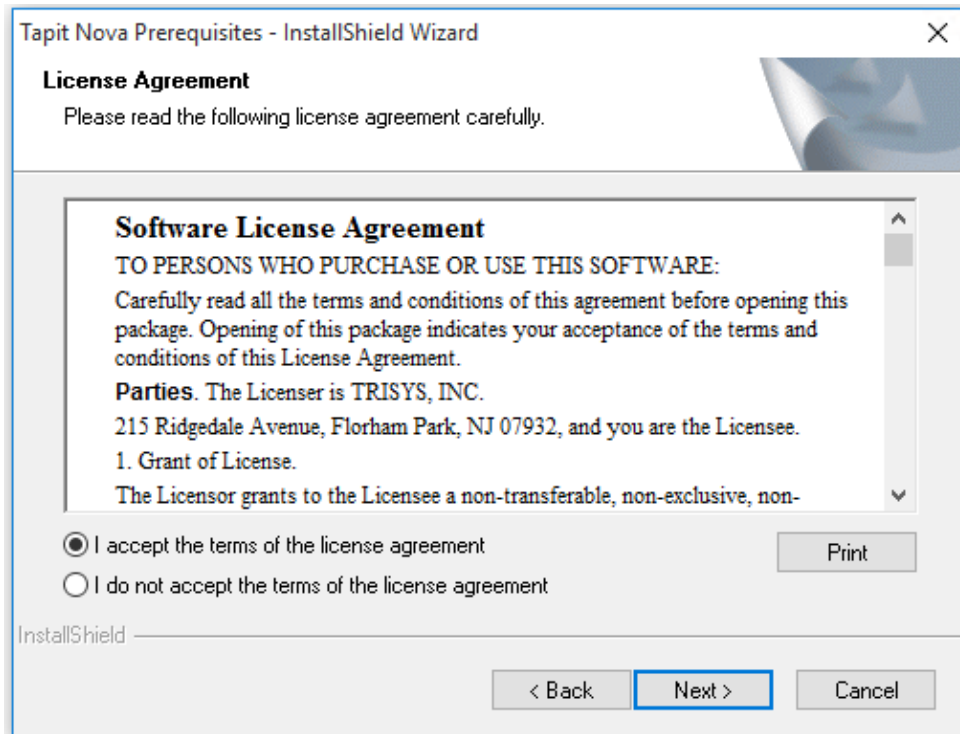 Tapit Nova Prerequisites - InstallShield Wizard
License Agreement
Please read the following license agreement carefully.
Software License Agreement
TO PERSONS WHO PURCHASE OR USE THIS SOFTWARE:
Carefully read all the terms and conditions of this agreement before opening this
package. Opening of this package indicates your acceptance of the terms and
conditions of this License Agreement.
Parties. The Licenser is TRISYS, INC.
215 Ridgedale Avenue, Florham Park, NJ 07932, and you are the Licensee.
1. Grant of License.
The Licensor grants to the Licensee a non-transferable, non-exclusive, non-
I accept the terms of the license agreement
Print
I do not accept the terms of the license agreement
InstallShield
< Back
Next >
Cancel